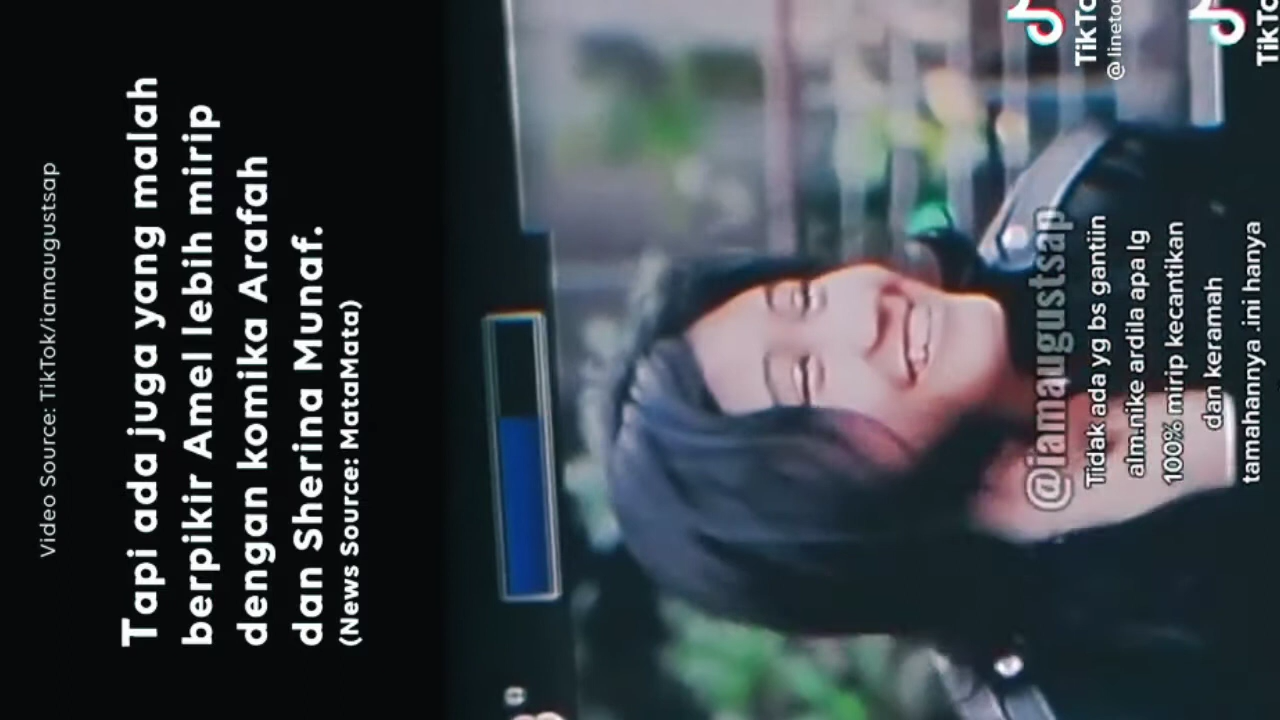 Video Source: TikTok/iamaugustsap
Tapi ada juga yang malah
berpikir Amel lebih mirip
dengan komika Arafah
dan Sherina Munaf.
(News Source: MataMata)
@iamaugustsap
Tidak ada yg bs gantiin
alm.nike ardila apa lg
100% mirip kecantikan
dan keramah
tamahannya .ini hanya